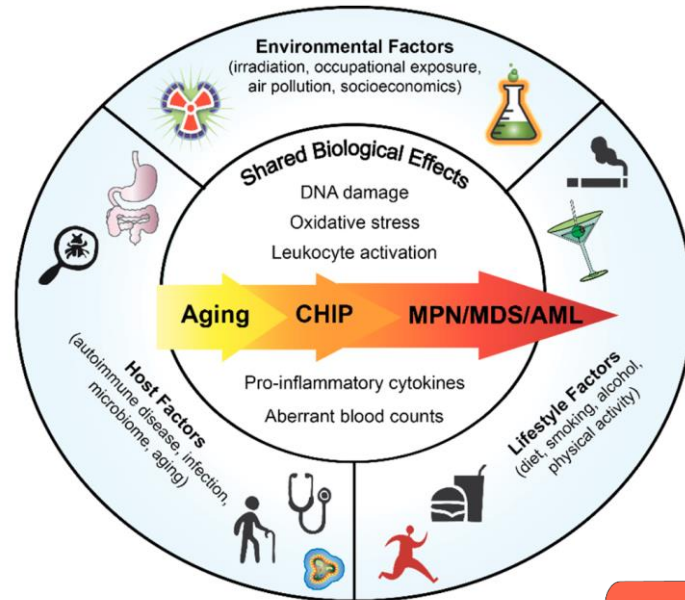 Environmental Factors
(irradiation, occupational exposure,
air pollution, socioeconomics)
Shared Biological Effects
DNA damage
Oxidative stress
Leukocyte activation
Aging
CHIP
MPN/MDS/AML
Pro-inflammatory cytokines
Aberrant blood counts
Host Factors
(autoimmune disease, infection,
microbiome, aging)
Lifestyle Factors
(diet, smoking, alcohol,
physical activity)